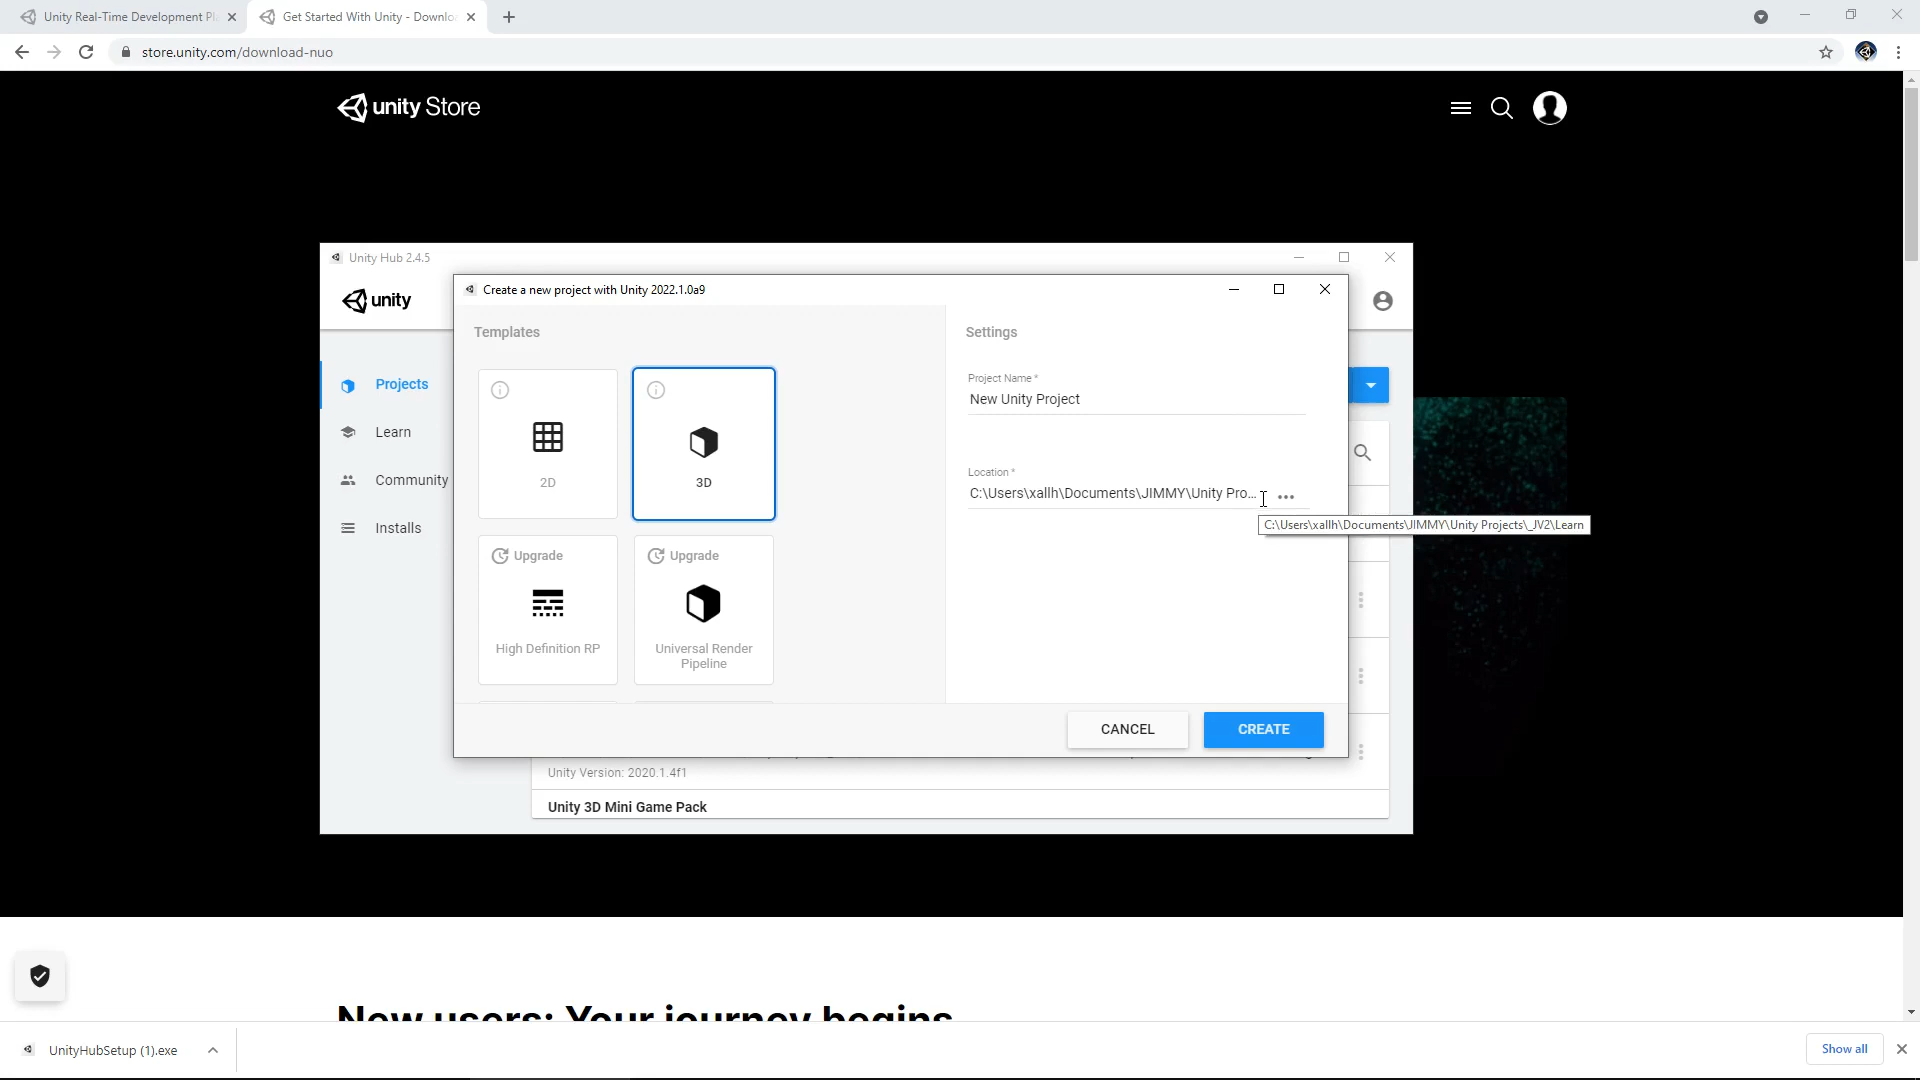 Unity Real-Time Development Pl
Get Started With Unity - Downlo
store.unity.com/download-nuo
unity Store
Unity Hub 2.4.5
unity
Create a new project with Unity 2022.1.0a9
Templates
Settings
Projects
Learn
Community
Installs
2D
3D
Project Name *
New Unity Project
Location *
C:\Users\xallh\Documents\JIMMY\Unity Pro...
C:\Users\xallh\Documents\JIMMY\Unity Projects\_JV2\Learn
Upgrade
Upgrade
High Definition RP
Universal Render
Pipeline
CANCEL
CREATE
Unity Version: 2020.1.4f1
Unity 3D Mini Game Pack
New users: Your journey begins
UnityHubSetup (1).exe
Show all